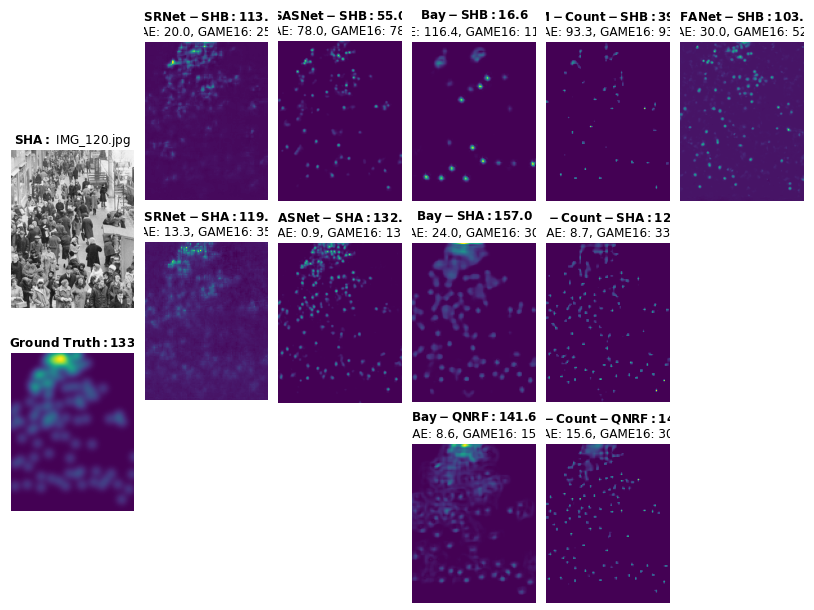 SRNet − SHB: 113.
AE: 20.0, GAME16: 25
SASNet − SHB: 55.0
AE: 78.0, GAME16: 78
Bay − SHB: 16.6
E: 116.4, GAME16: 11
M − Count − SHB: 39
AE: 93.3, GAME16: 93
FANet − SHB: 103.
AE: 30.0, GAME16: 52
SHA: IMG_120.jpg
SRNet − SHA: 119.
AE: 13.3, GAME16: 35
ASNet − SHA: 132.
AE: 0.9, GAME16: 13
Bay − SHA: 157.0
AE: 24.0, GAME16: 30
− Count − SHA: 12
AE: 8.7, GAME16: 33
Ground Truth: 133
Bay − QNRF: 141.6
AE: 8.6, GAME16: 15
− Count − QNRF: 14
AE: 15.6, GAME16: 30